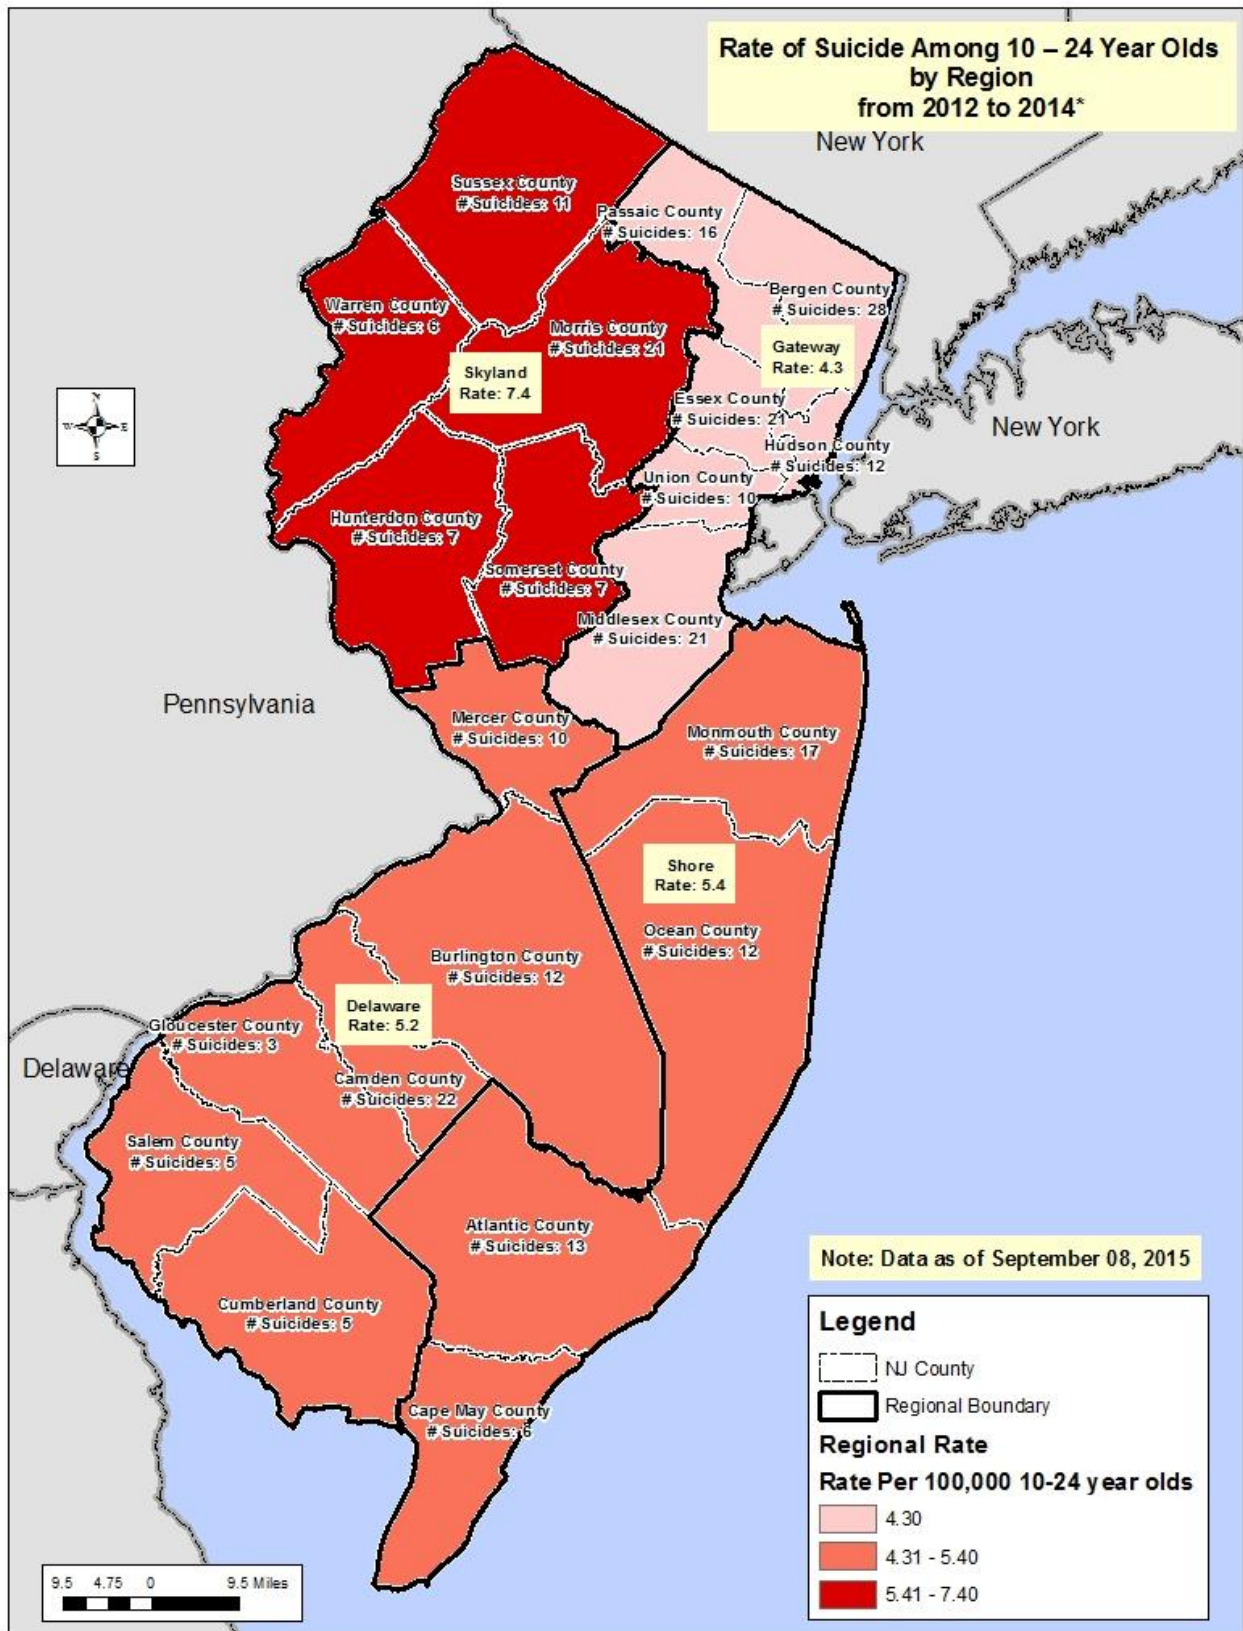 Rate of Suicide Among 10 – 24 Year Olds
by Region
from 2012 to 2014*
New York
Sussex County
# Suicides: 11
Passaic County
# Suicides: 16
Bergen County
# Suicides: 28
Warren County
# Suicides: 6
Morris County
# Suicides: 21
Gateway
Rate: 4.3
Skyland
Rate: 7.4
Essex County
# Suicides: 21
N
W E
S
New York
Hudson County
# Suicides: 12
Union County
# Suicides: 10
Hunterdon County
# Suicides: 7
Somerset County
# Suicides: 7
Middlesex County
# Suicides: 21
Pennsylvania
Mercer County
# Suicides: 10
Monmouth County
# Suicides: 17
Shore
Rate: 5.4
Ocean County
# Suicides: 12
Burlington County
# Suicides: 12
Delaware
Rate: 5.2
Gloucester County
# Suicides: 3
Delaware
Camden County
# Suicides: 22
Salem County
# Suicides: 5
Atlantic County
# Suicides: 13
Cumberland County
# Suicides: 5
Cape May County
# Suicides: 6
Note: Data as of September 08, 2015
Legend
NJ County
Regional Boundary
Regional Rate
Rate Per 100,000 10-24 year olds
4.30
4.31 - 5.40
5.41 - 7.40
9.5 4.75 0 9.5 Miles